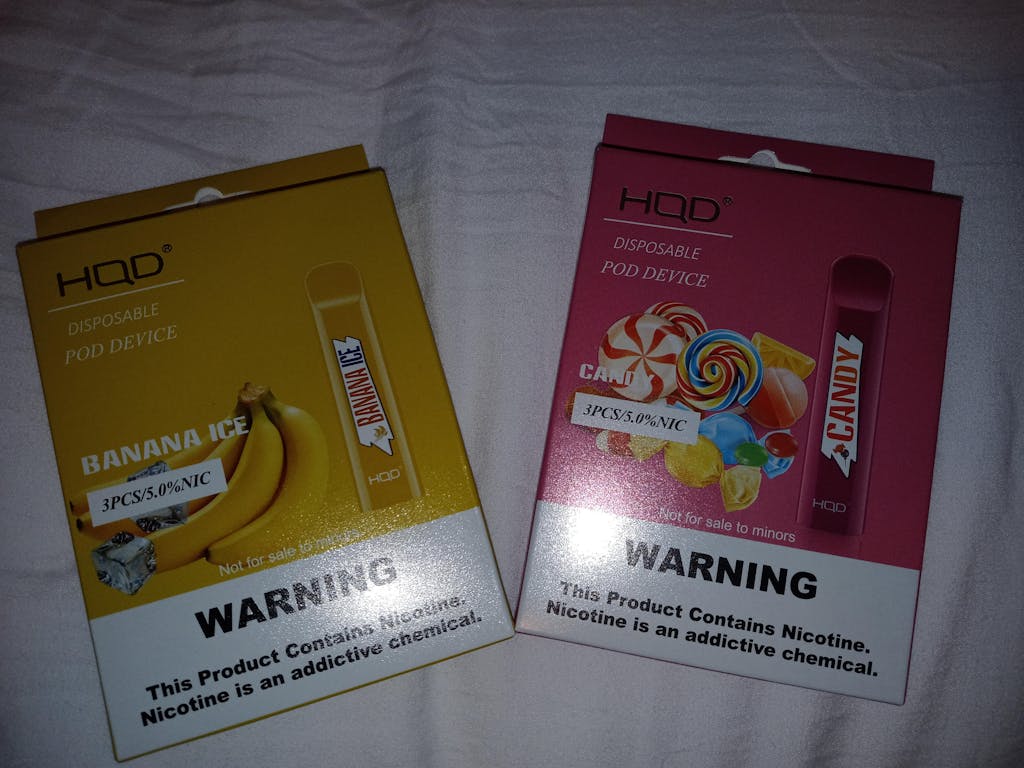 HQD®
DISPOSABLE
POD DEVICE
BANANA ICE
3PCS/5.0%NIC
BANANA ICE
HQD
Not for sale to minors
WARNING
This Product Contains Nicotine.
Nicotine is an addictive chemical.
HQD®
DISPOSABLE
POD DEVICE
CANDY
3PCS/5.0%NIC
CANDY
HQD
Not for sale to minors
WARNING
This Product Contains Nicotine.
Nicotine is an addictive chemical.